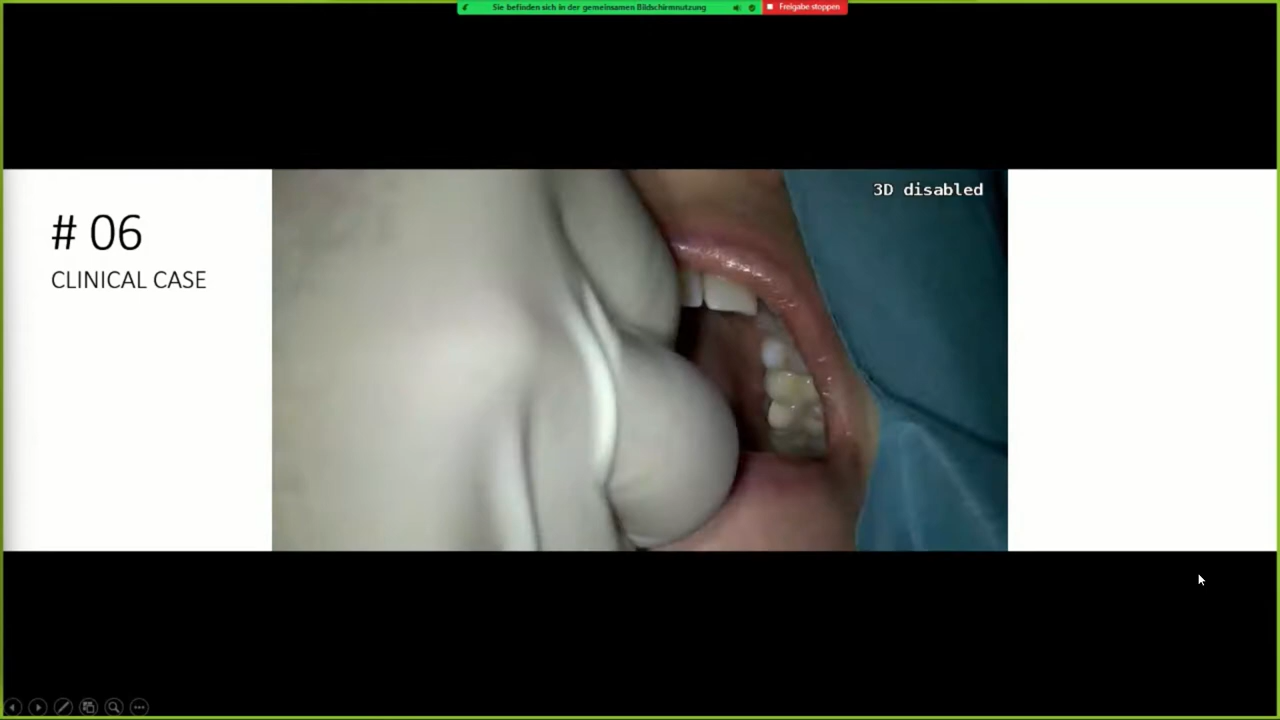 Sie befinden sich in der gemeinsamen Bildschirmnutzung
Freigabe stoppen
3D disabled
# 06
CLINICAL CASE